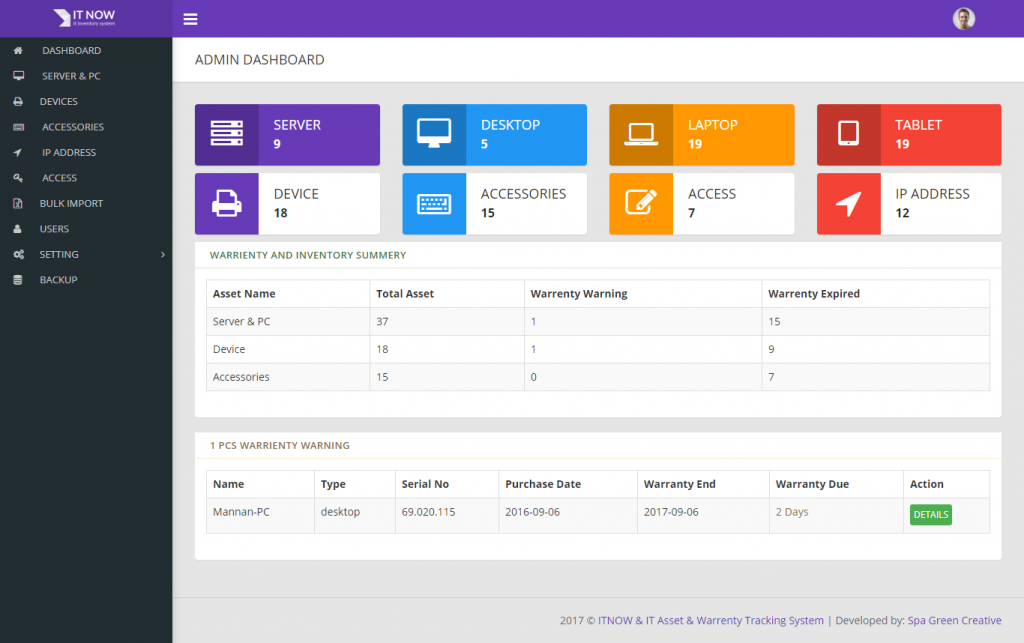 IT NOW
IT inventory system
DASHBOARD
SERVER & PC
DEVICES
ACCESSORIES
IP ADDRESS
ACCESS
BULK IMPORT
USERS
SETTING
BACKUP
ADMIN DASHBOARD
SERVER
9
DESKTOP
5
LAPTOP
19
TABLET
19
DEVICE
18
ACCESSORIES
15
ACCESS
7
IP ADDRESS
12
WARRIENTY AND INVENTORY SUMMERY
Asset Name Total Asset Warrenty Warning Warrenty Expired
Server & PC 37 1 15
Device 18 1 9
Accessories 15 0 7
1 PCS WARRIENTY WARNING
Name Type Serial No Purchase Date Warranty End Warranty Due Action
Mannan-PC desktop 69.020.115 2016-09-06 2017-09-06 2 Days DETAILS
2017 © ITNOW & IT Asset & Warrenty Tracking System | Developed by: Spa Green Creative